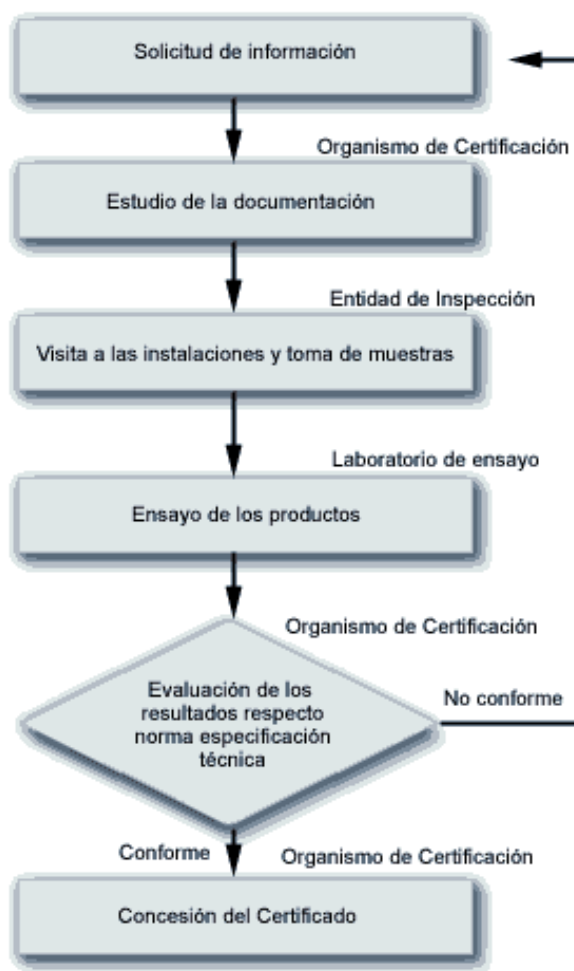 Solicitud de información
Organismo de Certificación
Estudio de la documentación
Entidad de Inspección
Visita a las instalaciones y toma de muestras
Laboratorio de ensayo
Ensayo de los productos
Organismo de Certificación
Evaluación de los
resultados respecto
norma especificación
técnica
No conforme
Conforme
Organismo de Certificación
Concesión del Certificado